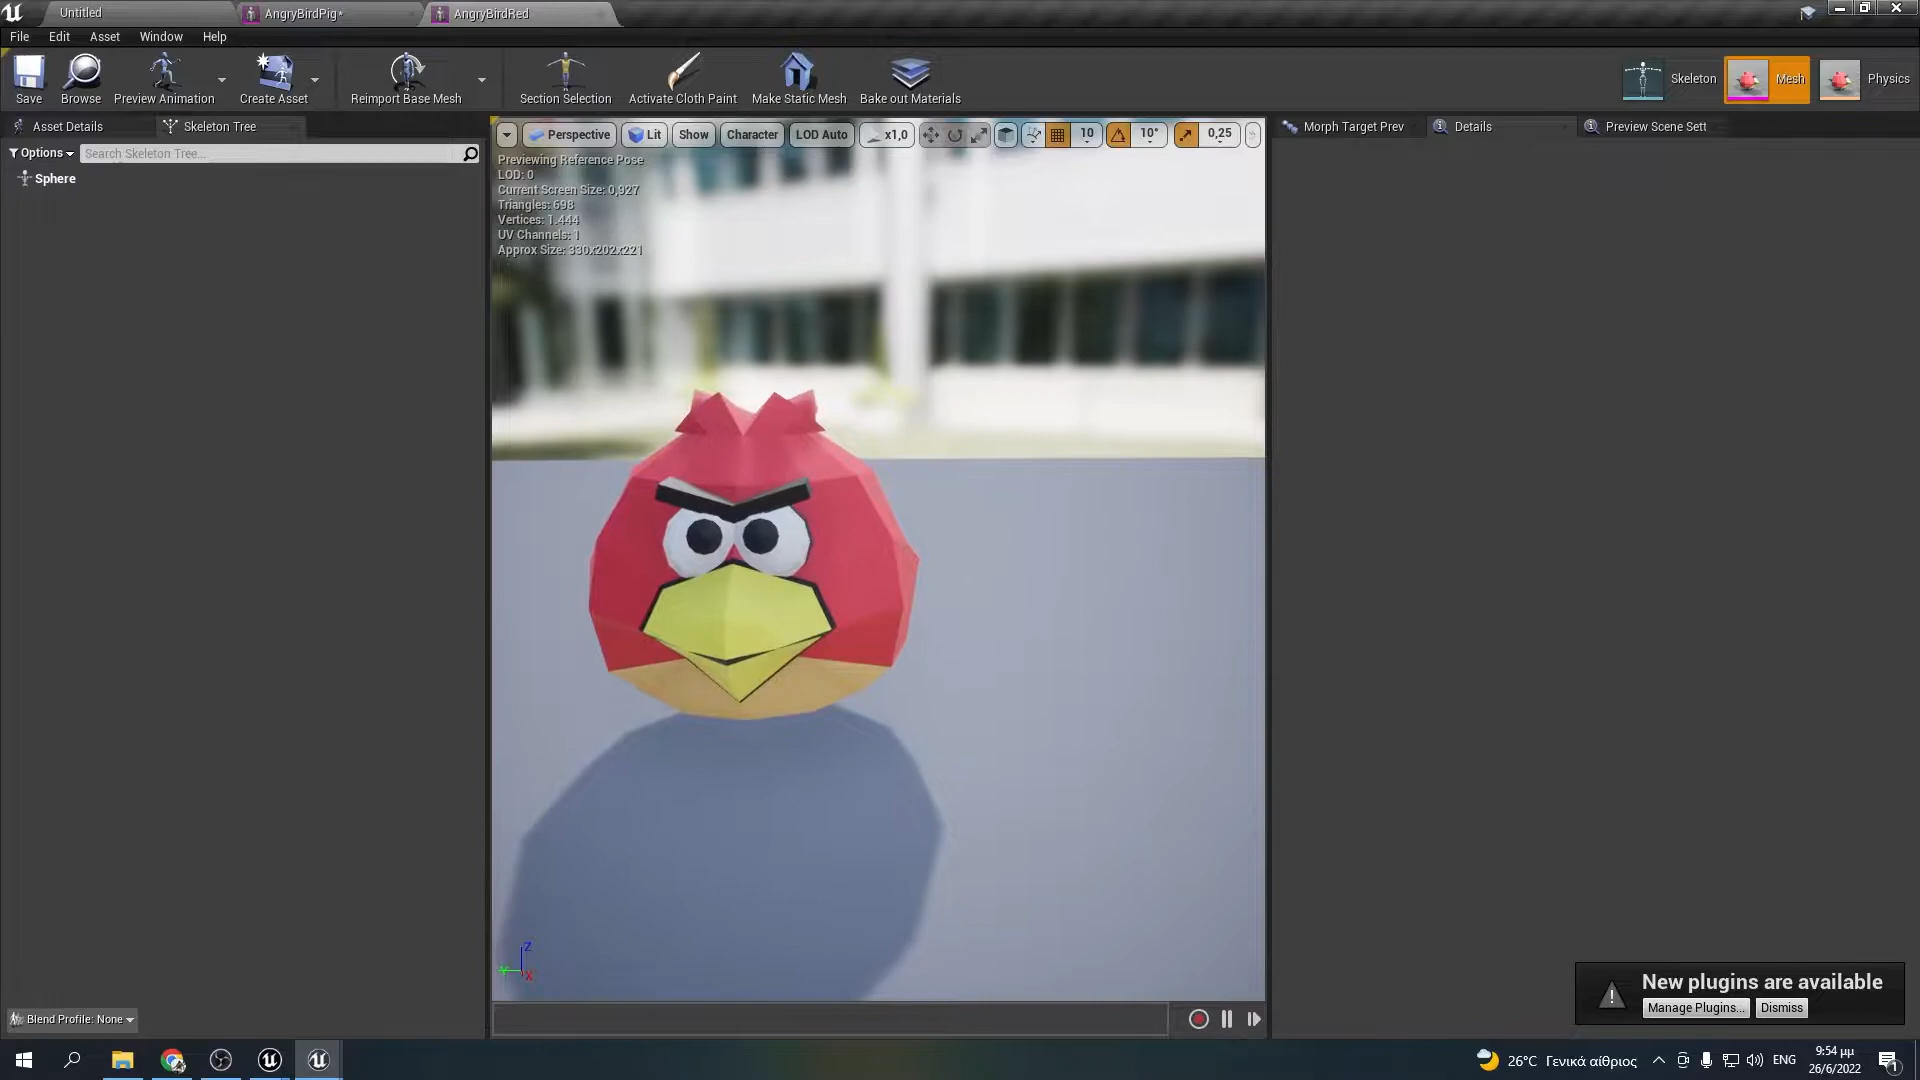 Untitled
AngryBirdPig*
AngryBirdRed
File Edit Asset Window Help
Save
Browse
Preview Animation
Create Asset
Reimport Base Mesh
Section Selection
Activate Cloth Paint
Make Static Mesh
Bake out Materials
Skeleton
Mesh
Physics
Asset Details
Skeleton Tree
Options
Search Skeleton Tree...
Sphere
Perspective
Lit
Show
Character
LOD Auto
x1,0
10
10°
0,25
Previewing Reference Pose
LOD: 0
Current Screen Size: 0,927
Triangles: 698
Vertices: 1.444
UV Channels: 1
Approx Size: 330x202x221
Morph Target Prev
Details
Preview Scene Sett
Z
Y
X
New plugins are available
Manage Plugins...
Dismiss
Blend Profile: None
26°C Γενικά αίθριος
ENG
9:54 μμ
26/6/2022
1